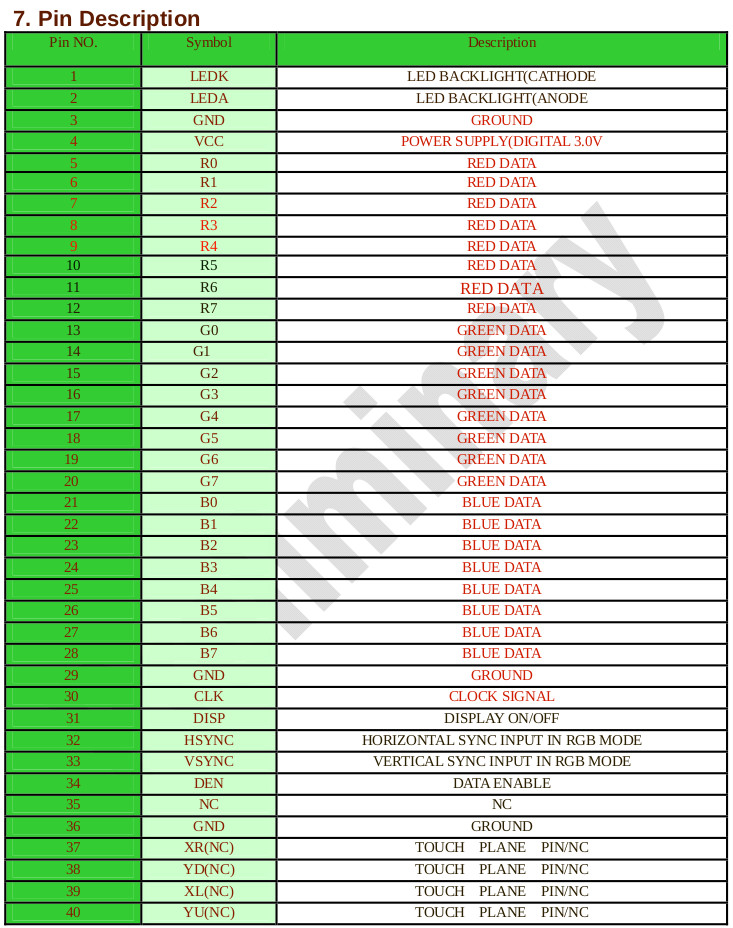 7. Pin Description
Pin NO. Symbol Description
1 LEDK LED BACKLIGHT(CATHODE
2 LEDA LED BACKLIGHT(ANODE
3 GND GROUND
4 VCC POWER SUPPLY(DIGITAL 3.0V
5 R0 RED DATA
6 R1 RED DATA
7 R2 RED DATA
8 R3 RED DATA
9 R4 RED DATA
10 R5 RED DATA
11 R6 RED DATA
12 R7 RED DATA
13 G0 GREEN DATA
14 G1 GREEN DATA
15 G2 GREEN DATA
16 G3 GREEN DATA
17 G4 GREEN DATA
18 G5 GREEN DATA
19 G6 GREEN DATA
20 G7 GREEN DATA
21 B0 BLUE DATA
22 B1 BLUE DATA
23 B2 BLUE DATA
24 B3 BLUE DATA
25 B4 BLUE DATA
26 B5 BLUE DATA
27 B6 BLUE DATA
28 B7 BLUE DATA
29 GND GROUND
30 CLK CLOCK SIGNAL
31 DISP DISPLAY ON/OFF
32 HSYNC HORIZONTAL SYNC INPUT IN RGB MODE
33 VSYNC VERTICAL SYNC INPUT IN RGB MODE
34 DEN DATA ENABLE
35 NC NC
36 GND GROUND
37 XR(NC) TOUCH PLANE PIN/NC
38 YD(NC) TOUCH PLANE PIN/NC
39 XL(NC) TOUCH PLANE PIN/NC
40 YU(NC) TOUCH PLANE PIN/NC